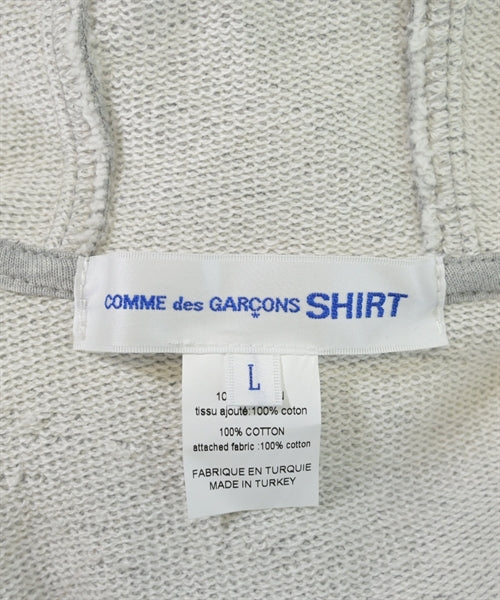 COMME des GARÇONS SHIRT
L
tissu ajouté:100% coton
100% COTTON
attached fabric :100% cotton
FABRIQUE EN TURQUIE
MADE IN TURKEY